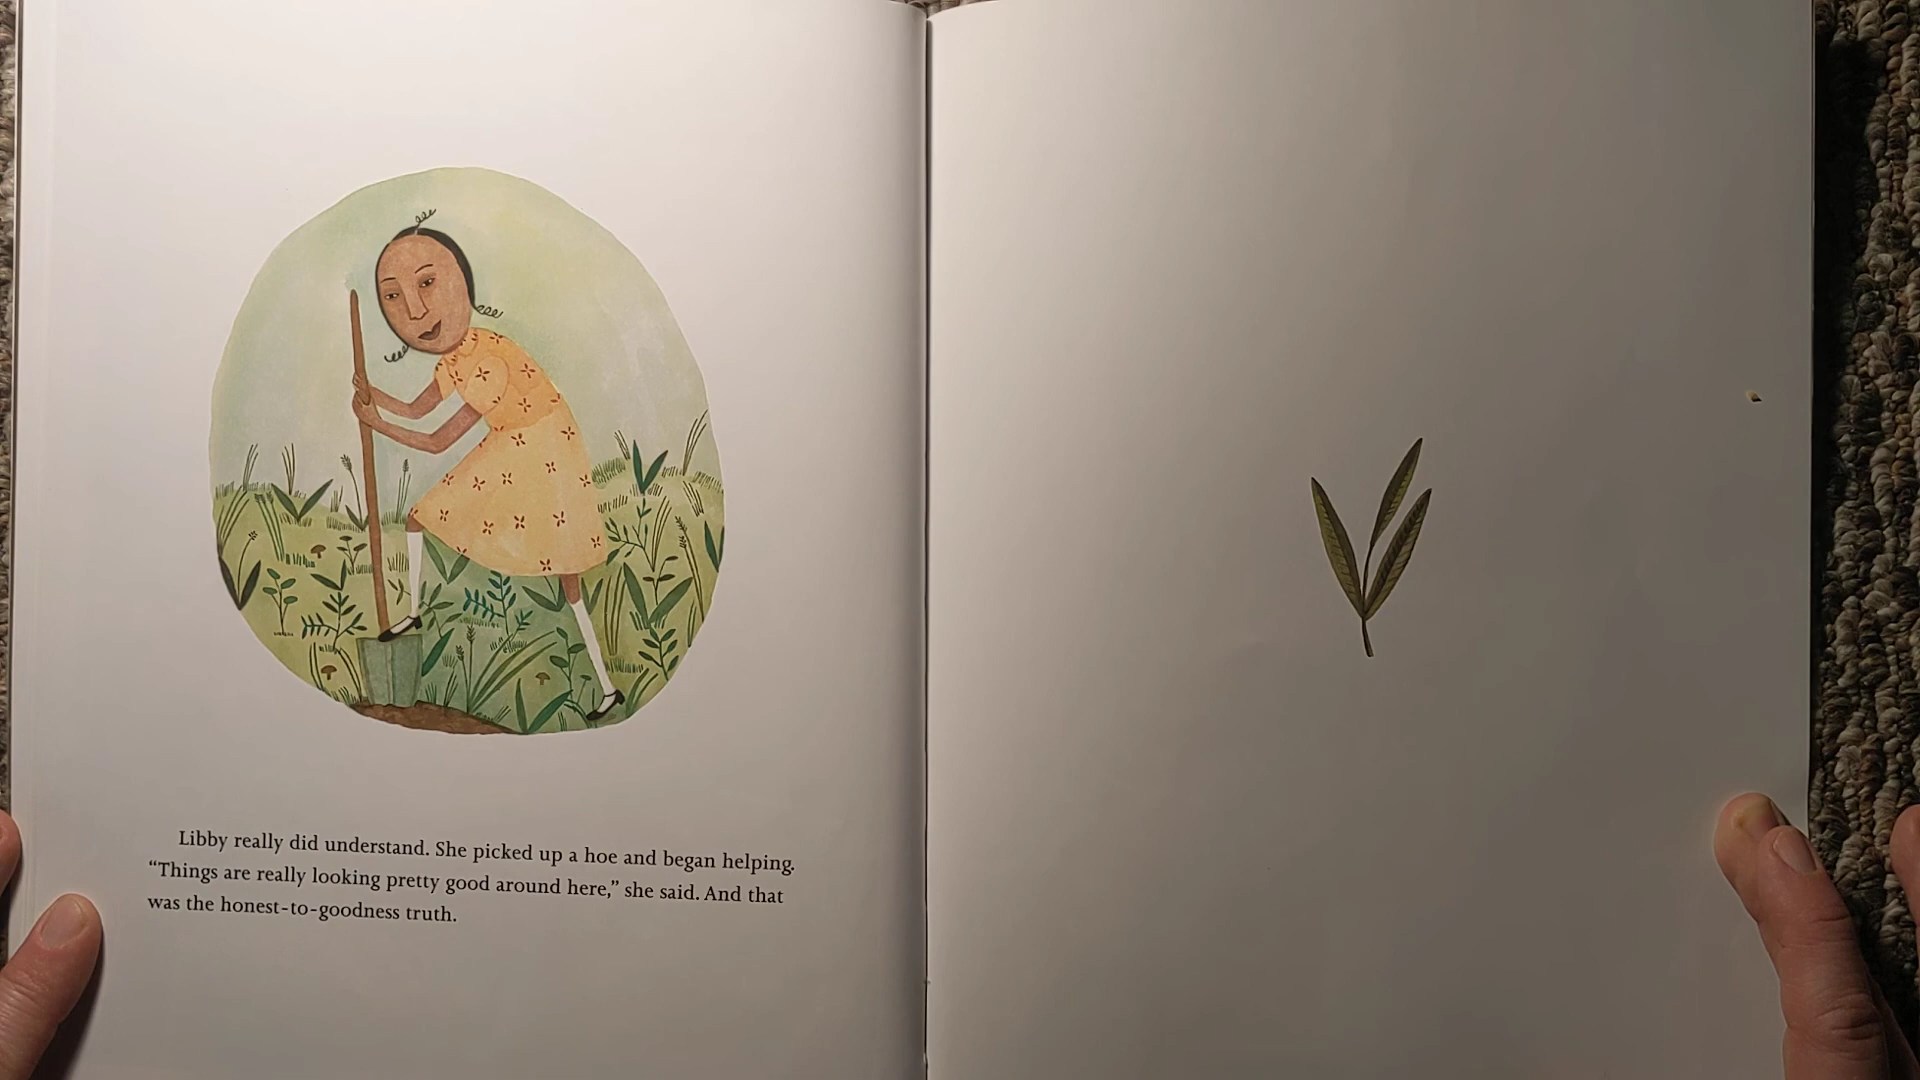 Libby really did understand. She picked up a hoe and began helping.
“Things are really looking pretty good around here,” she said. And that
was the honest-to-goodness truth.